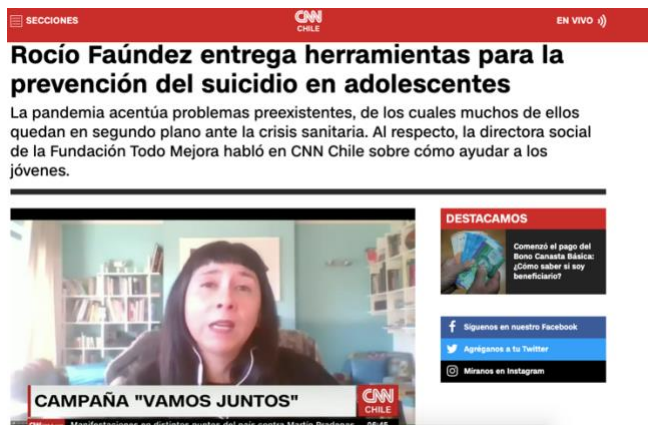 SECCIONES
CNN
CHILE
EN VIVO
Rocío Faúndez entrega herramientas para la
prevención del suicidio en adolescentes
La pandemia acentúa problemas preexistentes, de los cuales muchos de ellos
quedan en segundo plano ante la crisis sanitaria. Al respecto, la directora social
de la Fundación Todo Mejora habló en CNN Chile sobre cómo ayudar a los
jóvenes.
DESTACAMOS
Comenzó el pago del
Bono Canasta Básica:
¿Cómo saber si soy
beneficiario?
Síguenos en nuestro Facebook
Agréganos a tu Twitter
Míranos en Instagram
CAMPAÑA "VAMOS JUNTOS"
CNN
CHILE
Manifestaciones en distintos puntos del país contra Martín Pradenas
06:45